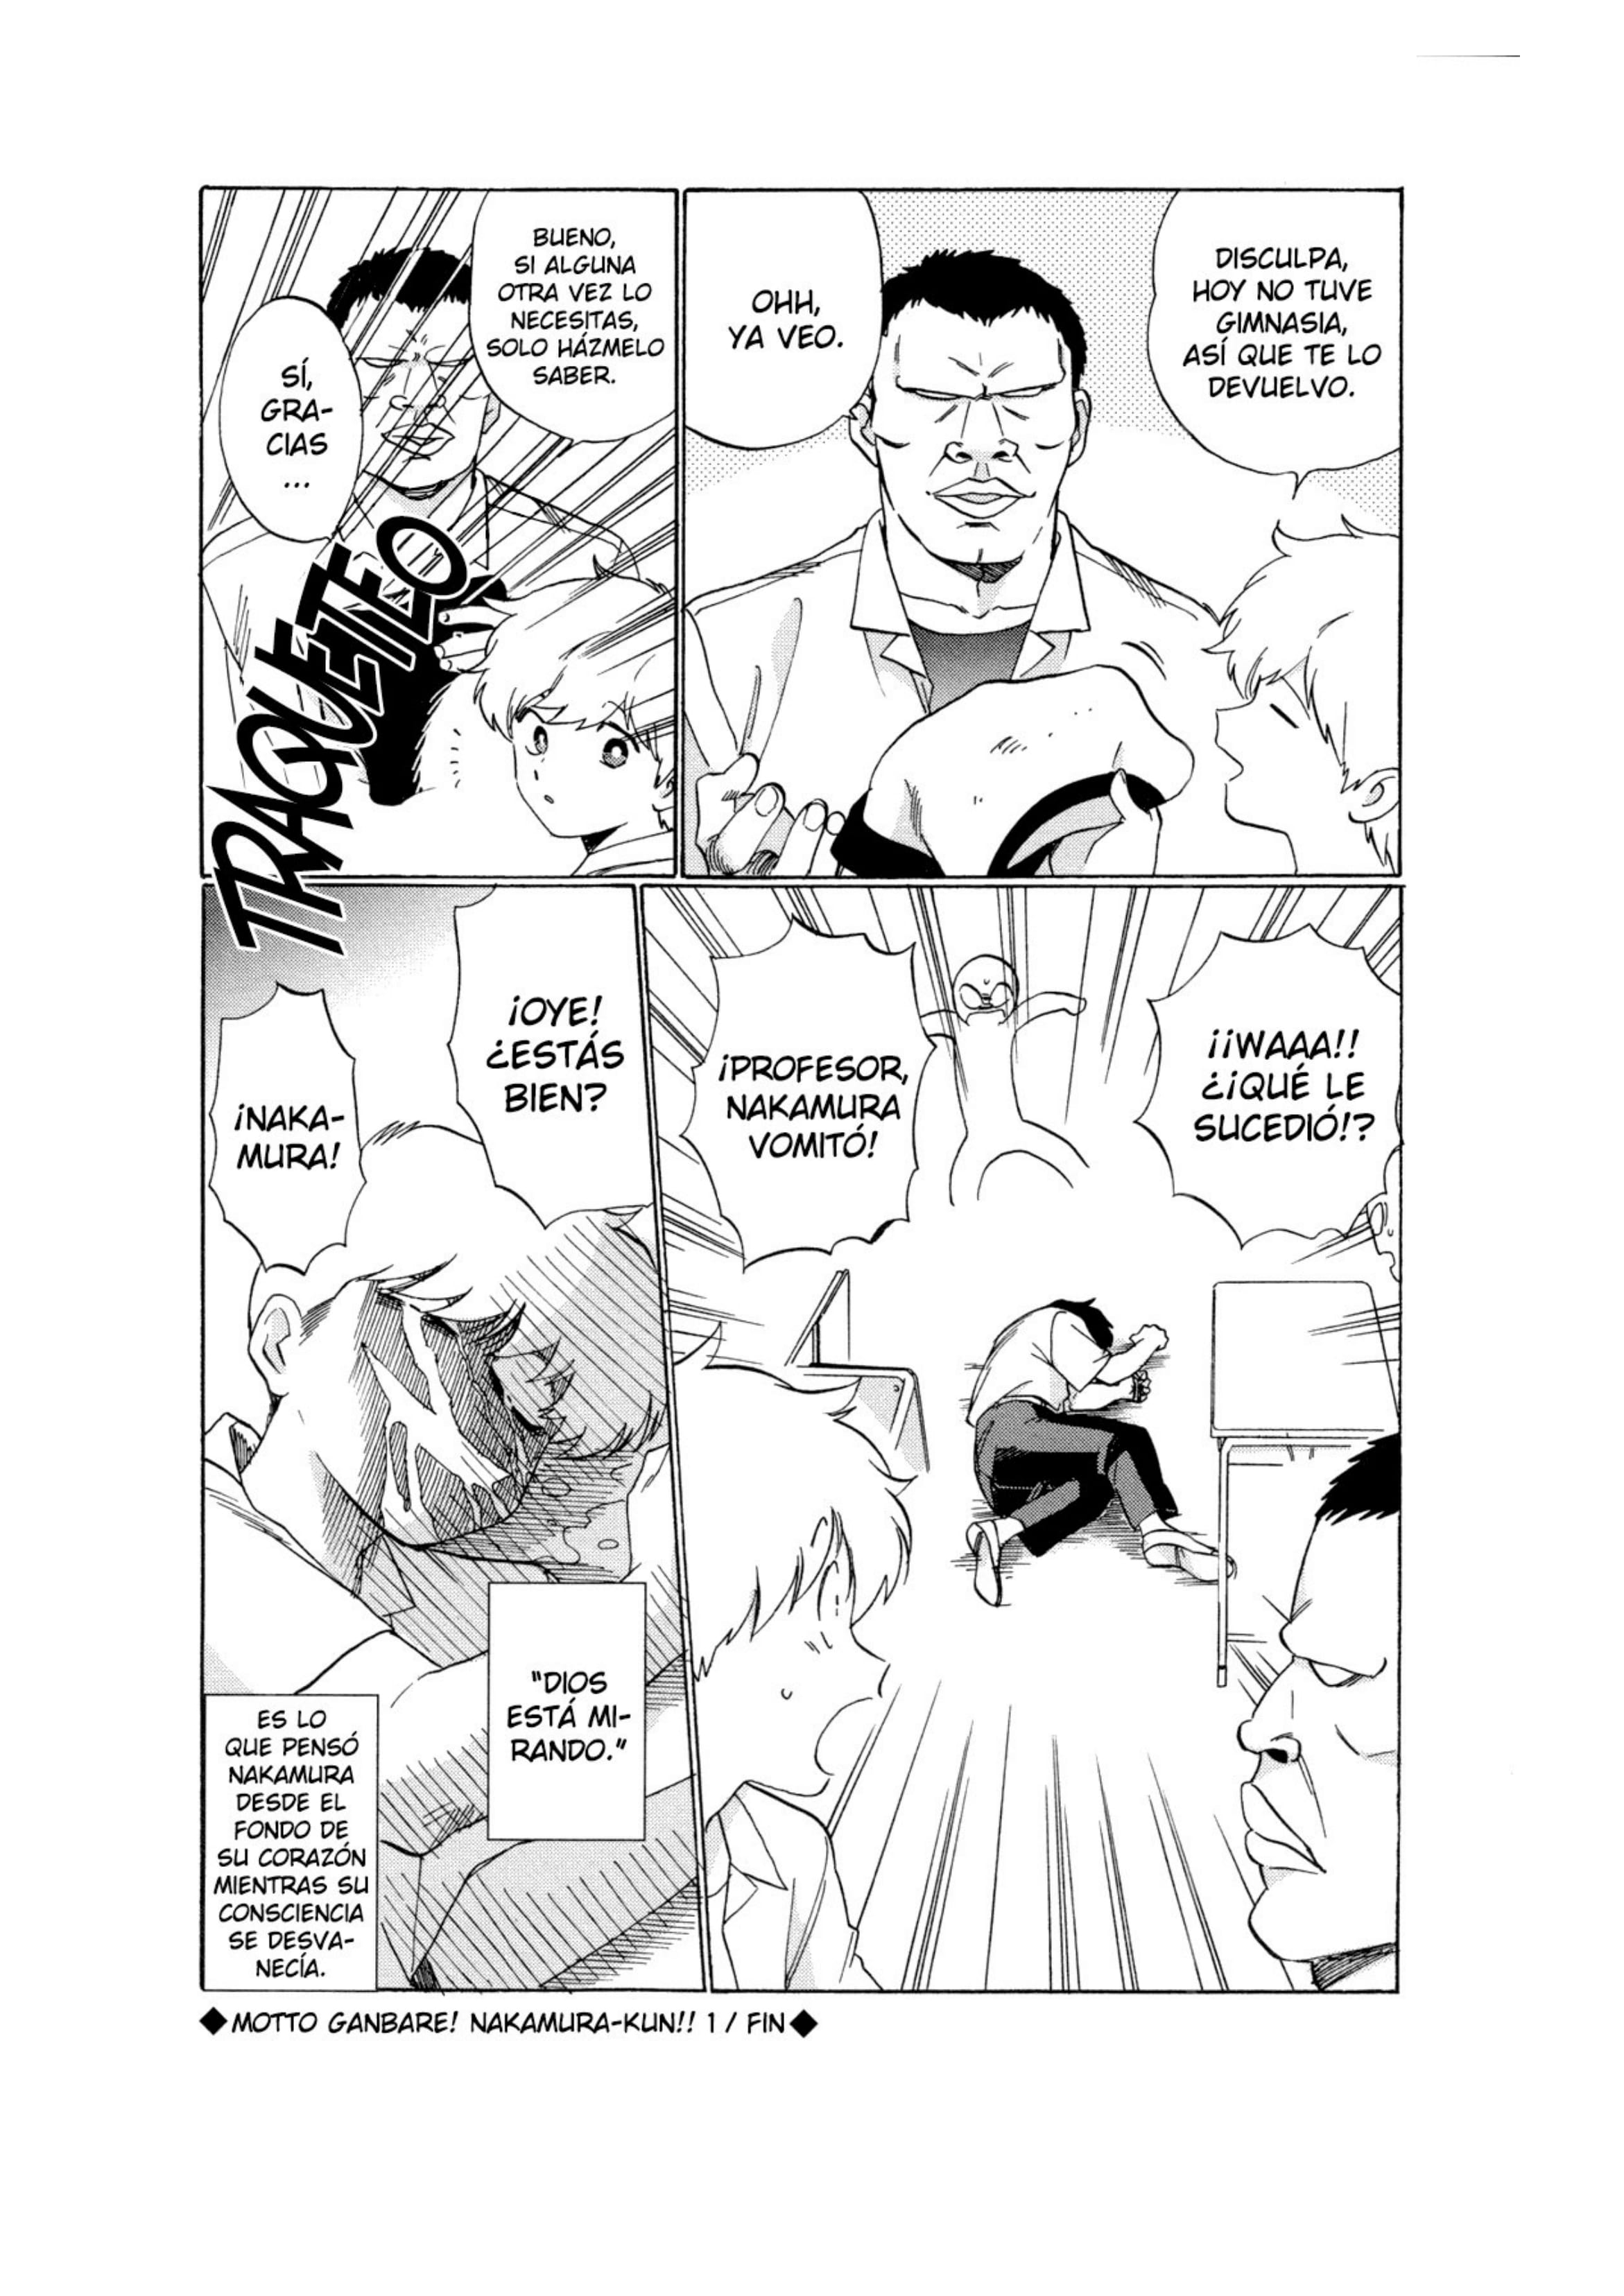 DISCULPA,
HOY NO TUVE
GIMNASIA,
ASÍ QUE TE LO
DEVUELVO.
OHH,
YA VEO.
BUENO,
SI ALGUNA
OTRA VEZ LO
NECESITAS,
SOLO HÁZMELO
SABER.
SÍ,
GRA-
CIAS
...
TRAQUETEO
¡¡WAAA!!
¿¡QUÉ LE
SUCEDIÓ!?
¡PROFESOR,
NAKAMURA
VOMITÓ!
¡OYE!
¿ESTÁS
BIEN?
¡NAKA-
MURA!
"DIOS
ESTÁ MI-
RANDO."
ES LO
QUE PENSÓ
NAKAMURA
DESDE EL
FONDO DE
SU CORAZÓN
MIENTRAS SU
CONSCIENCIA
SE DESVA-
NECÍA.
◆MOTTO GANBARE! NAKAMURA-KUN!! 1 / FIN◆